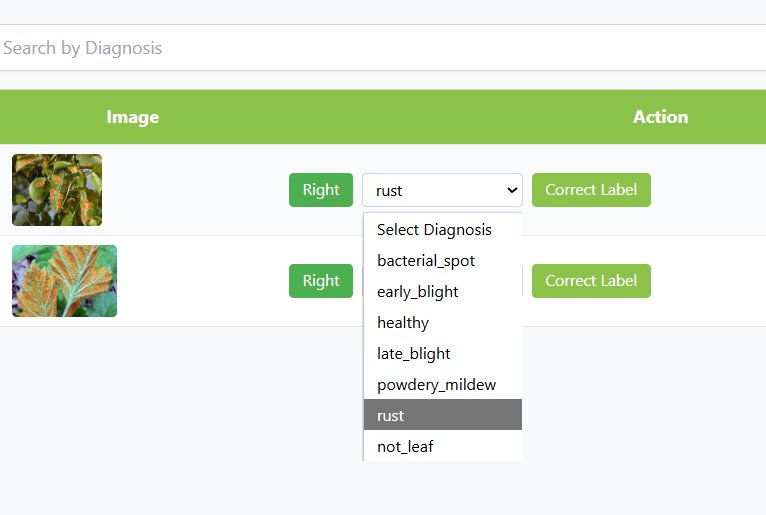 Search by Diagnosis
Image Action
Right rust Correct Label
Select Diagnosis
bacterial_spot
early_blight
Right Correct Label
healthy
late_blight
powdery_mildew
rust
not_leaf